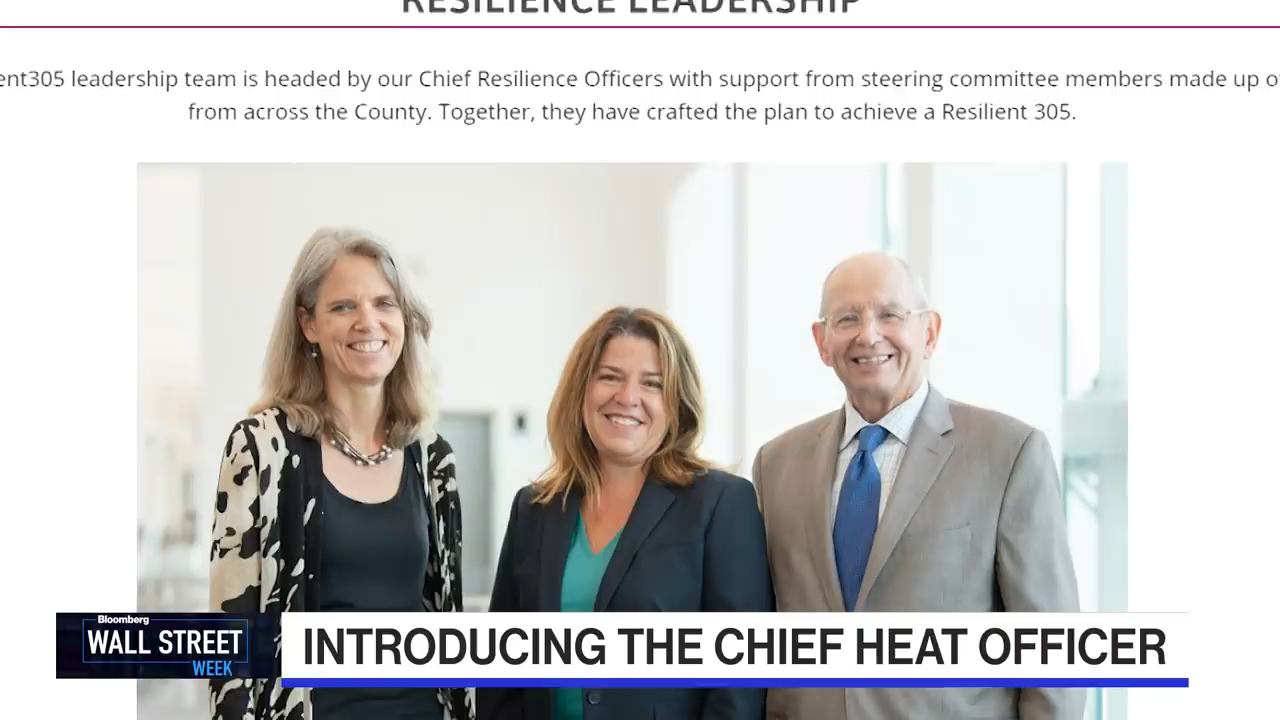 RESILIENCE LEADERSHIP
ent305 leadership team is headed by our Chief Resilience Officers with support from steering committee members made up o
from across the County. Together, they have crafted the plan to achieve a Resilient 305.
Bloomberg
WALL STREET
WEEK
INTRODUCING THE CHIEF HEAT OFFICER